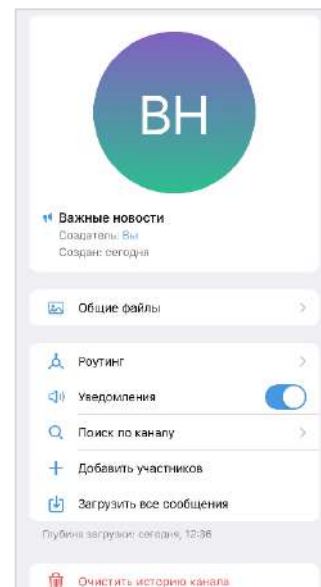 ВН
Важные новости
Создатель: Вы
Создан: сегодня
Общие файлы
Роутинг
Уведомления
Поиск по каналу
Добавить участников
Загрузить все сообщения
Глубина загрузки: сегодня, 12:36
Очистить историю канала